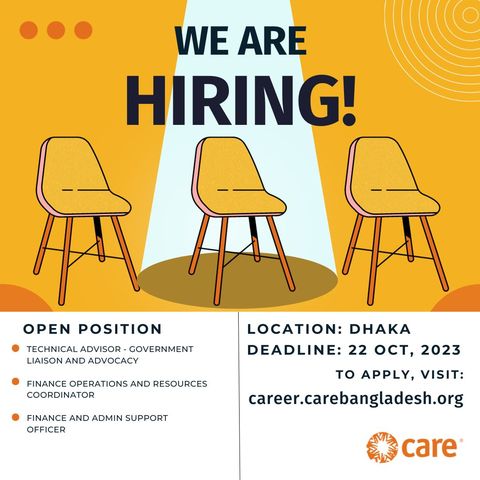 WE ARE
HIRING!
OPEN POSITION
TECHNICAL ADVISOR - GOVERNMENT
LIAISON AND ADVOCACY
FINANCE OPERATIONS AND RESOURCES
COORDINATOR
FINANCE AND ADMIN SUPPORT
OFFICER
LOCATION: DHAKA
DEADLINE: 22 OCT, 2023
TO APPLY, VISIT:
career.carebangladesh.org
care®